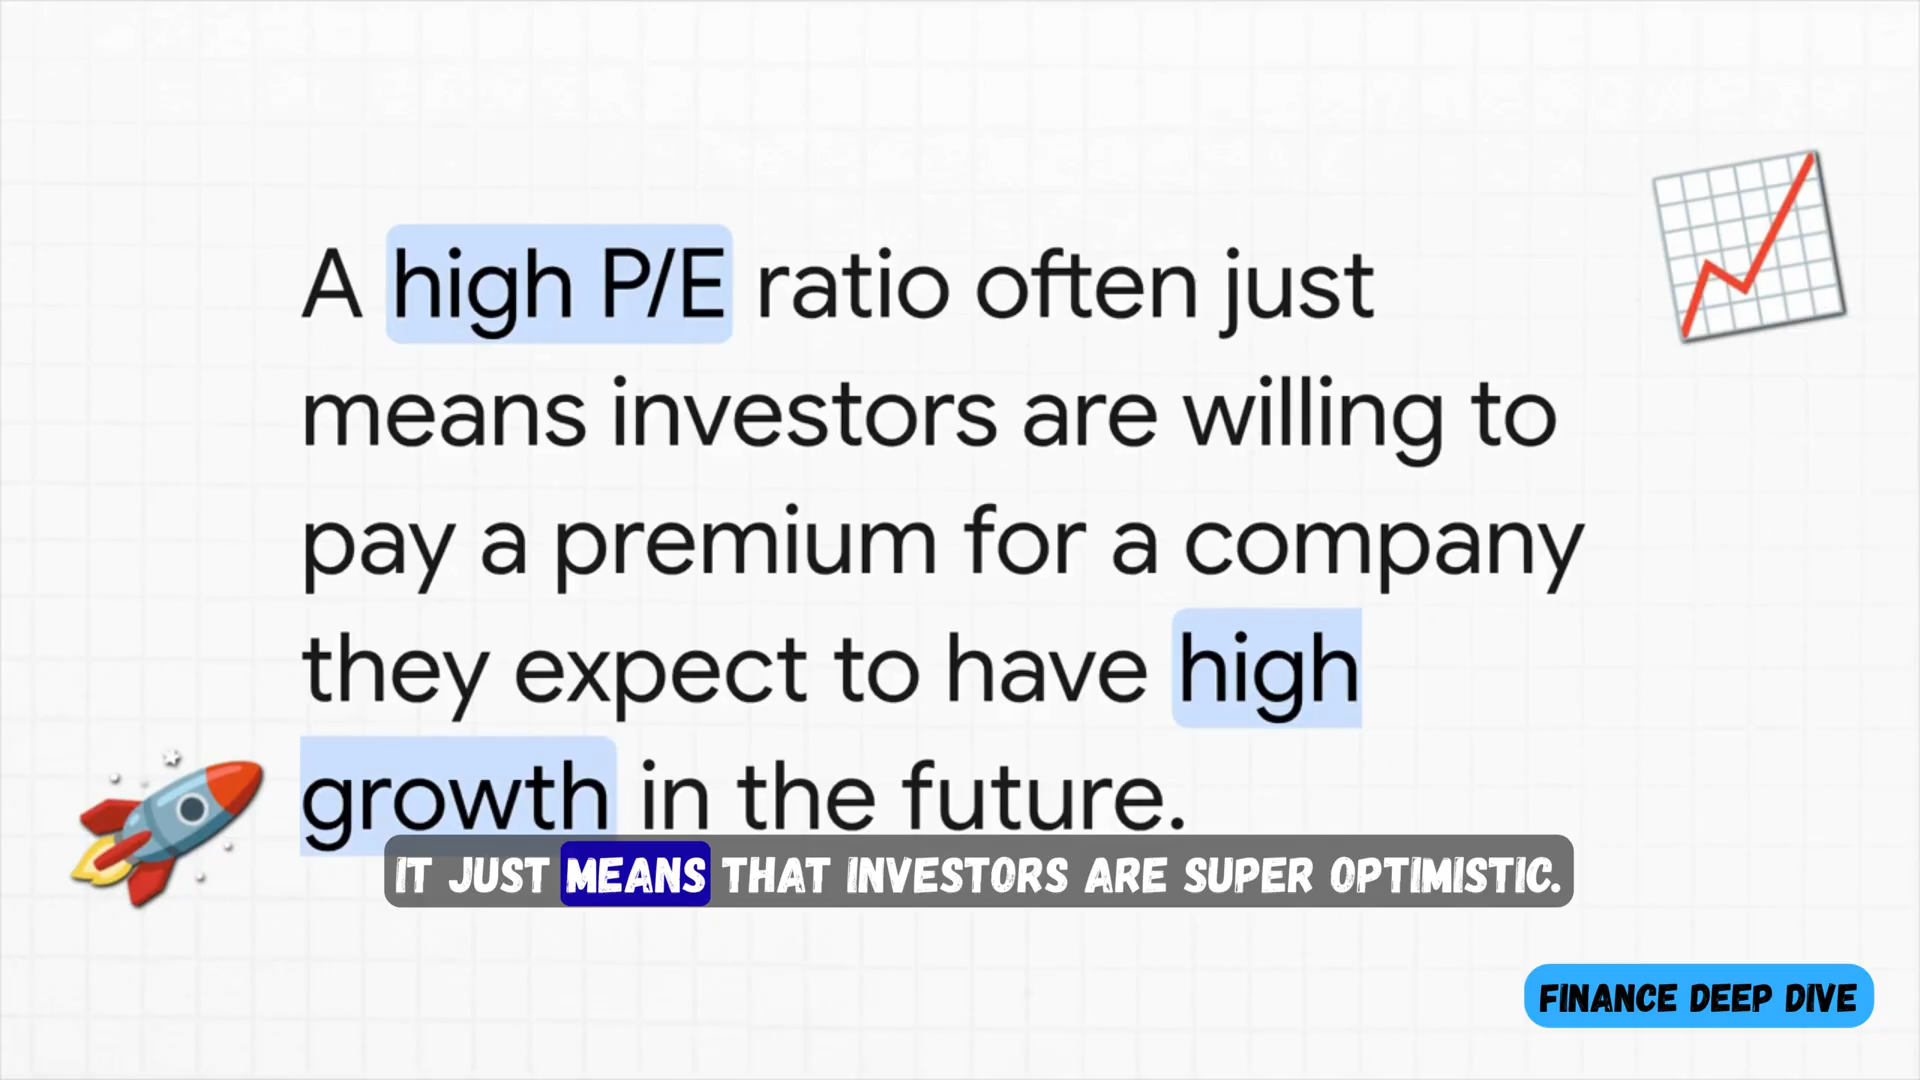 A high P/E ratio often just
means investors are willing to
pay a premium for a company
they expect to have high
growth in the future.
IT JUST MEANS THAT INVESTORS ARE SUPER OPTIMISTIC.
FINANCE DEEP DIVE